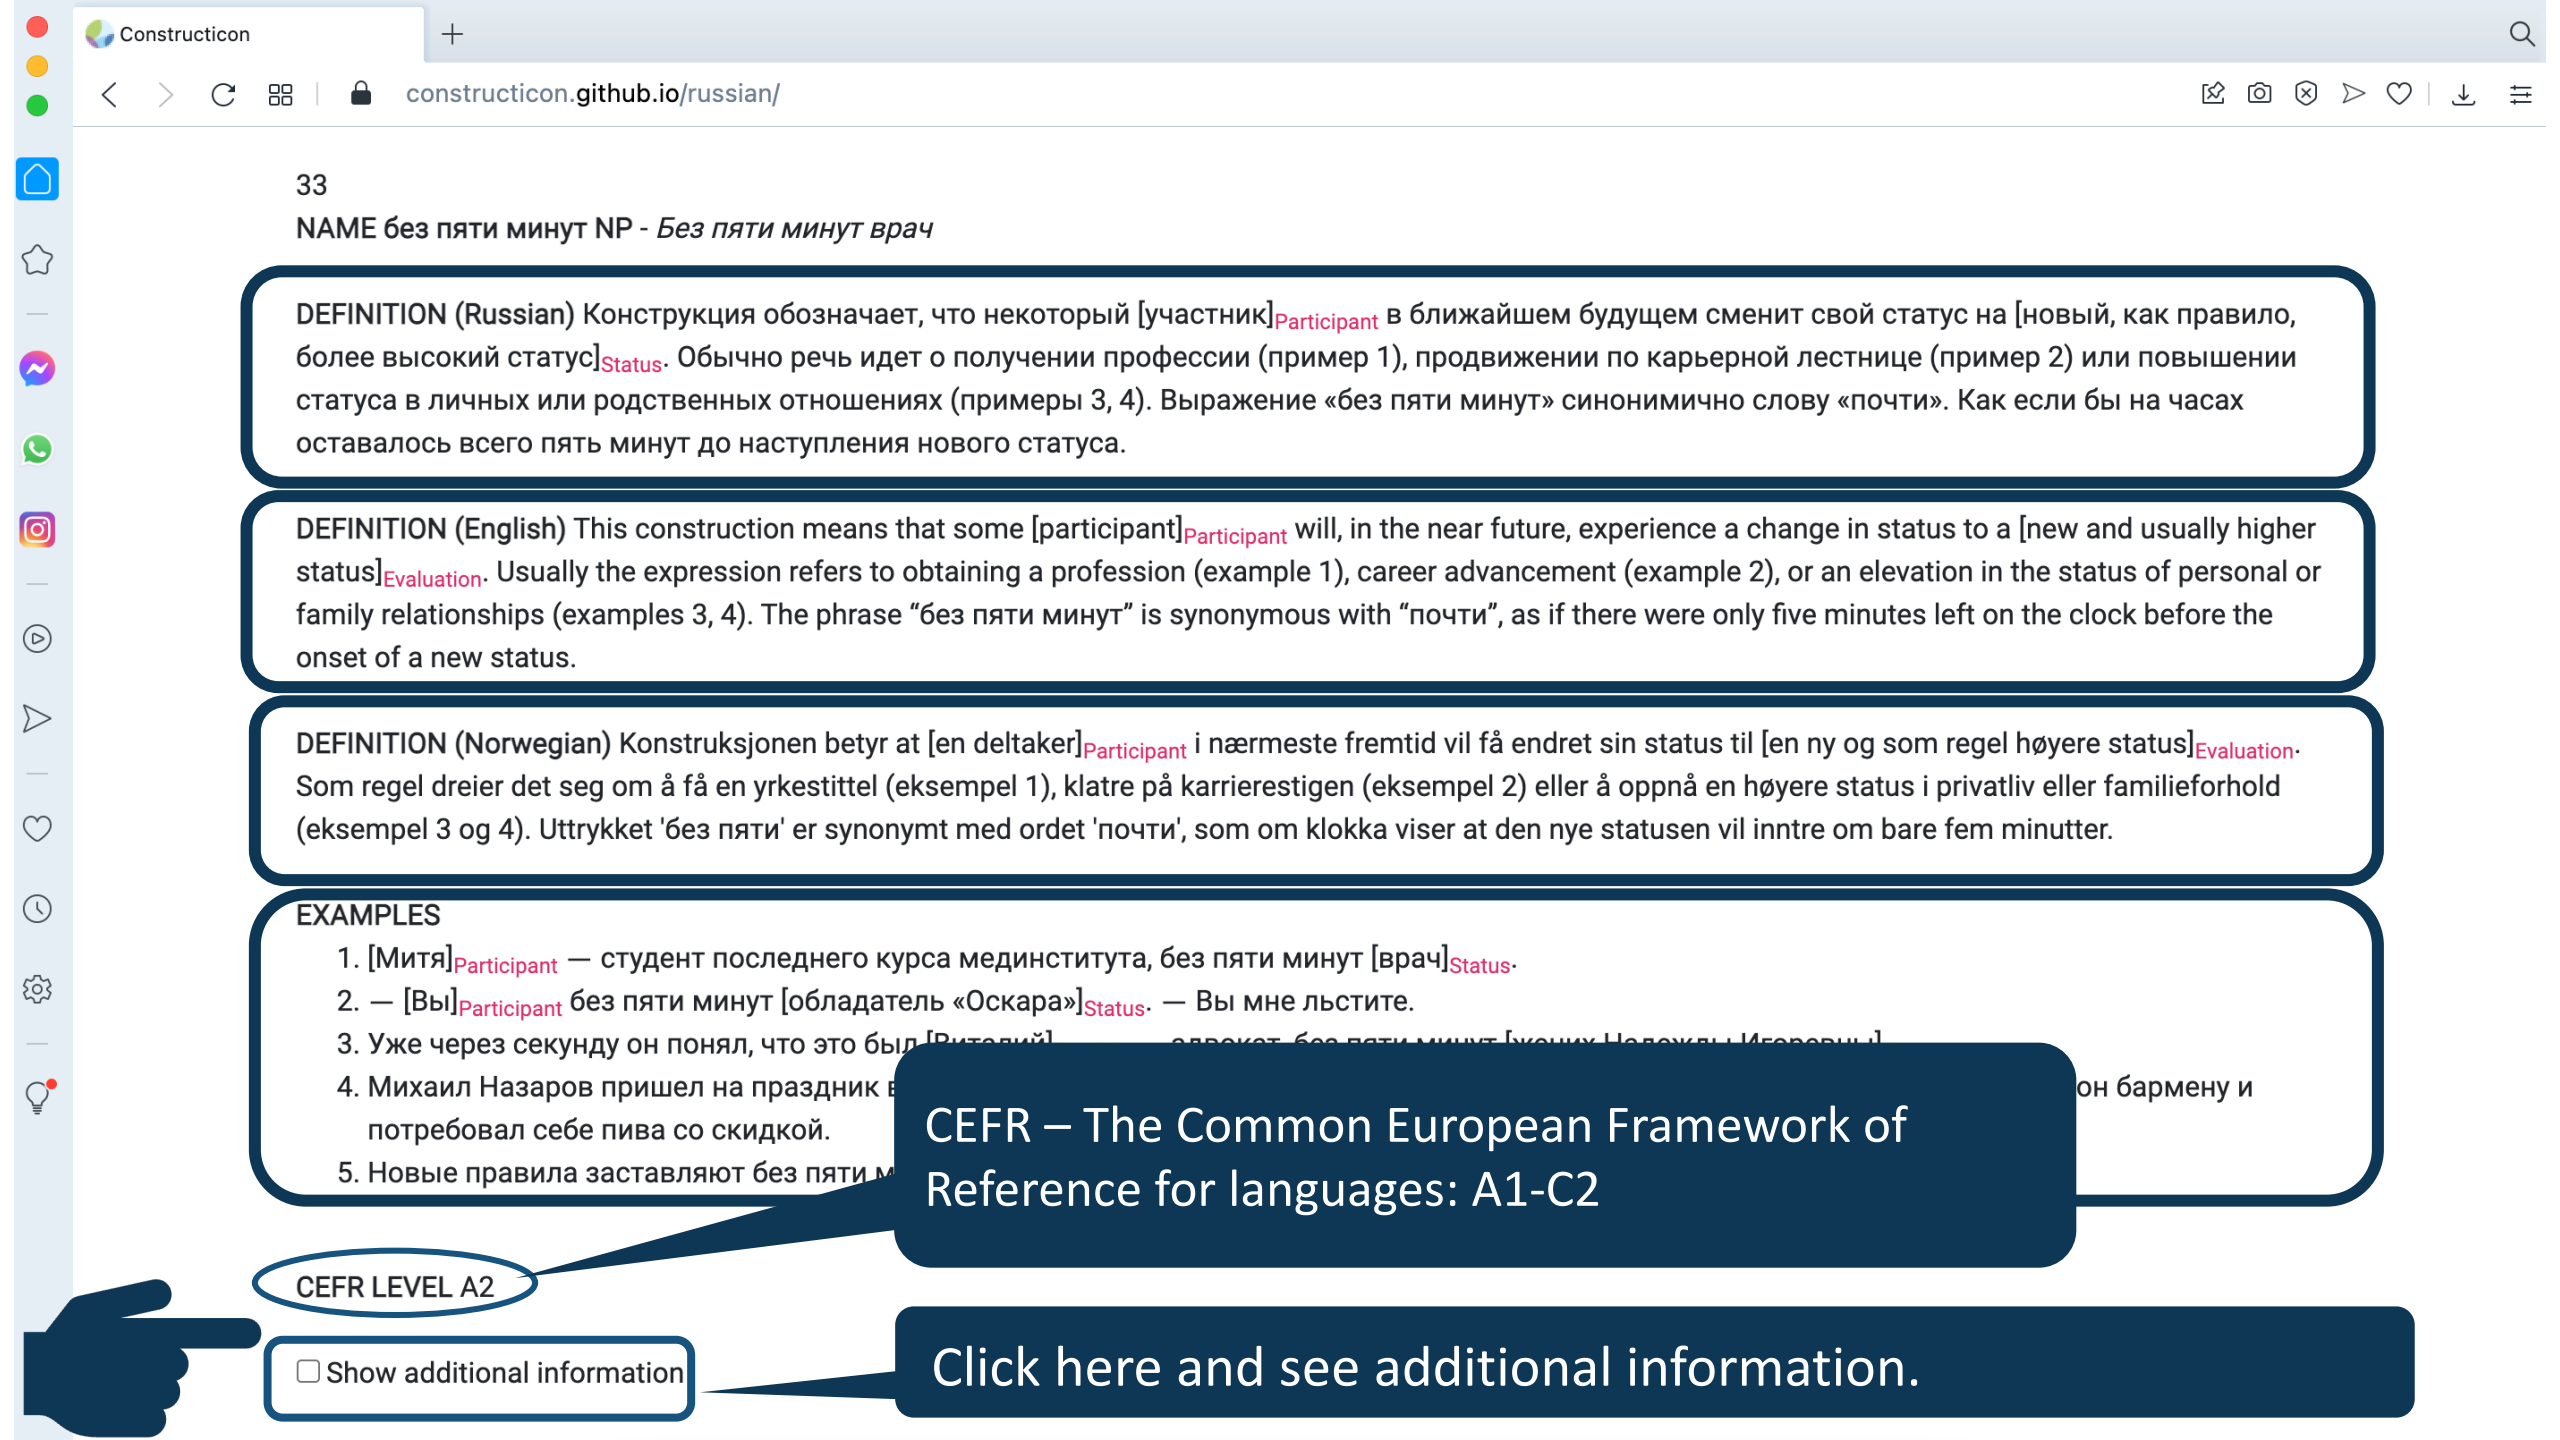 Constructicon
constructicon.github.io/russian/
33
NAME без пяти минут NP - Без пяти минут врач
DEFINITION (Russian) Конструкция обозначает, что некоторый [участник]Participant в ближайшем будущем сменит свой статус на [новый, как правило,
более высокий статус]Status. Обычно речь идет о получении профессии (пример 1), продвижении по карьерной лестнице (пример 2) или повышении
статуса в личных или родственных отношениях (примеры 3, 4). Выражение «без пяти минут» синонимично слову «почти». Как если бы на часах
оставалось всего пять минут до наступления нового статуса.
DEFINITION (English) This construction means that some [participant]Participant will, in the near future, experience a change in status to a [new and usually higher
status]Evaluation. Usually the expression refers to obtaining a profession (example 1), career advancement (example 2), or an elevation in the status of personal or
family relationships (examples 3, 4). The phrase “без пяти минут” is synonymous with “почти”, as if there were only five minutes left on the clock before the
onset of a new status.
DEFINITION (Norwegian) Konstruksjonen betyr at [en deltaker]Participant i nærmeste fremtid vil få endret sin status til [en ny og som regel høyere status]Evaluation.
Som regel dreier det seg om å få en yrkestittel (eksempel 1), klatre på karrierestigen (eksempel 2) eller å oppnå en høyere status i privatliv eller familieforhold
(eksempel 3 og 4). Uttrykket 'без пяти' er synonymt med ordet 'почти', som om klokka viser at den nye statusen vil inntre om bare fem minutter.
EXAMPLES
1. [Митя]Participant — студент последнего курса мединститута, без пяти минут [врач]Status.
2. — [Вы]Participant без пяти минут [обладатель «Оскара»]Status. — Вы мне льстите.
3. Уже через секунду он понял, что это был [Виталий] адвокат, без пяти минут [жених Надежды Игоревны]
4. Михаил Назаров пришел на праздник он бармену и
потребовал себе пива со скидкой.
5. Новые правила заставляют без пяти
CEFR – The Common European Framework of
Reference for languages: A1-C2
CEFR LEVEL A2
Show additional information
Click here and see additional information.